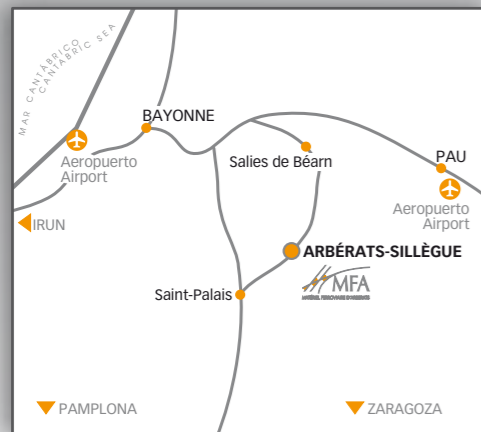 MAR CANTÁBRICO
CANTABRIC SEA
BAYONNE
Aeropuerto
Airport
Salies de Béarn
PAU
Aeropuerto
Airport
IRUN
ARBÉRATS-SILLÈGUE
MFA
Saint-Palais
PAMPLONA
ZARAGOZA